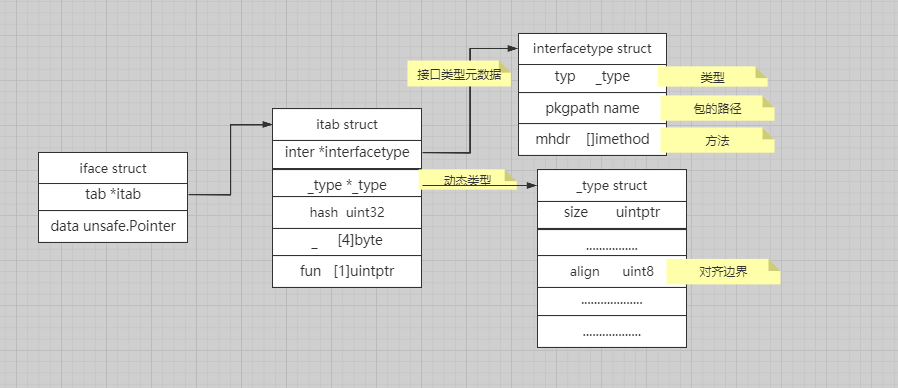 iface struct
tab *itab
data unsafe.Pointer
itab struct
inter *interfacetype
_type *_type
hash uint32
_ [4]byte
fun [1]uintptr
接口类型元数据
动态类型
interfacetype struct
typ _type
类型
pkgpath name
包的路径
mhdr []imethod
方法
_type struct
size uintptr
................
align uint8
对齐边界
...................
..................